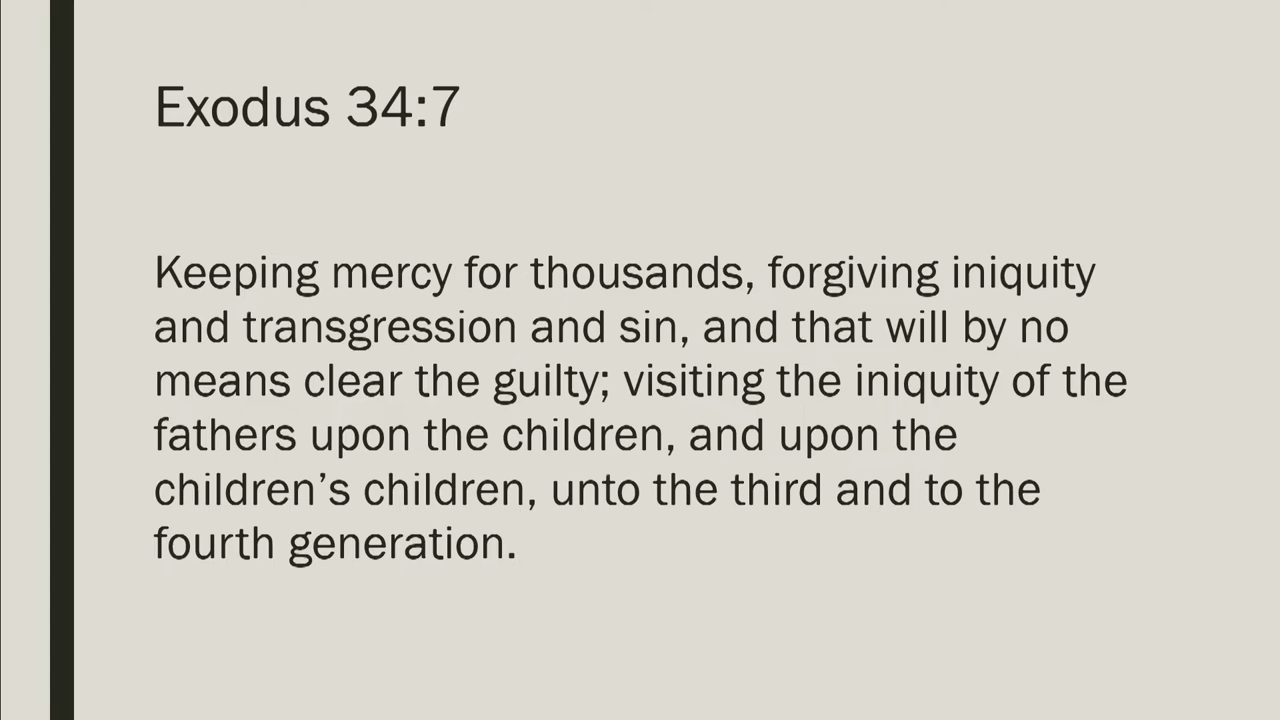 Exodus 34:7
Keeping mercy for thousands, forgiving iniquity
and transgression and sin, and that will by no
means clear the guilty; visiting the iniquity of the
fathers upon the children, and upon the
children’s children, unto the third and to the
fourth generation.